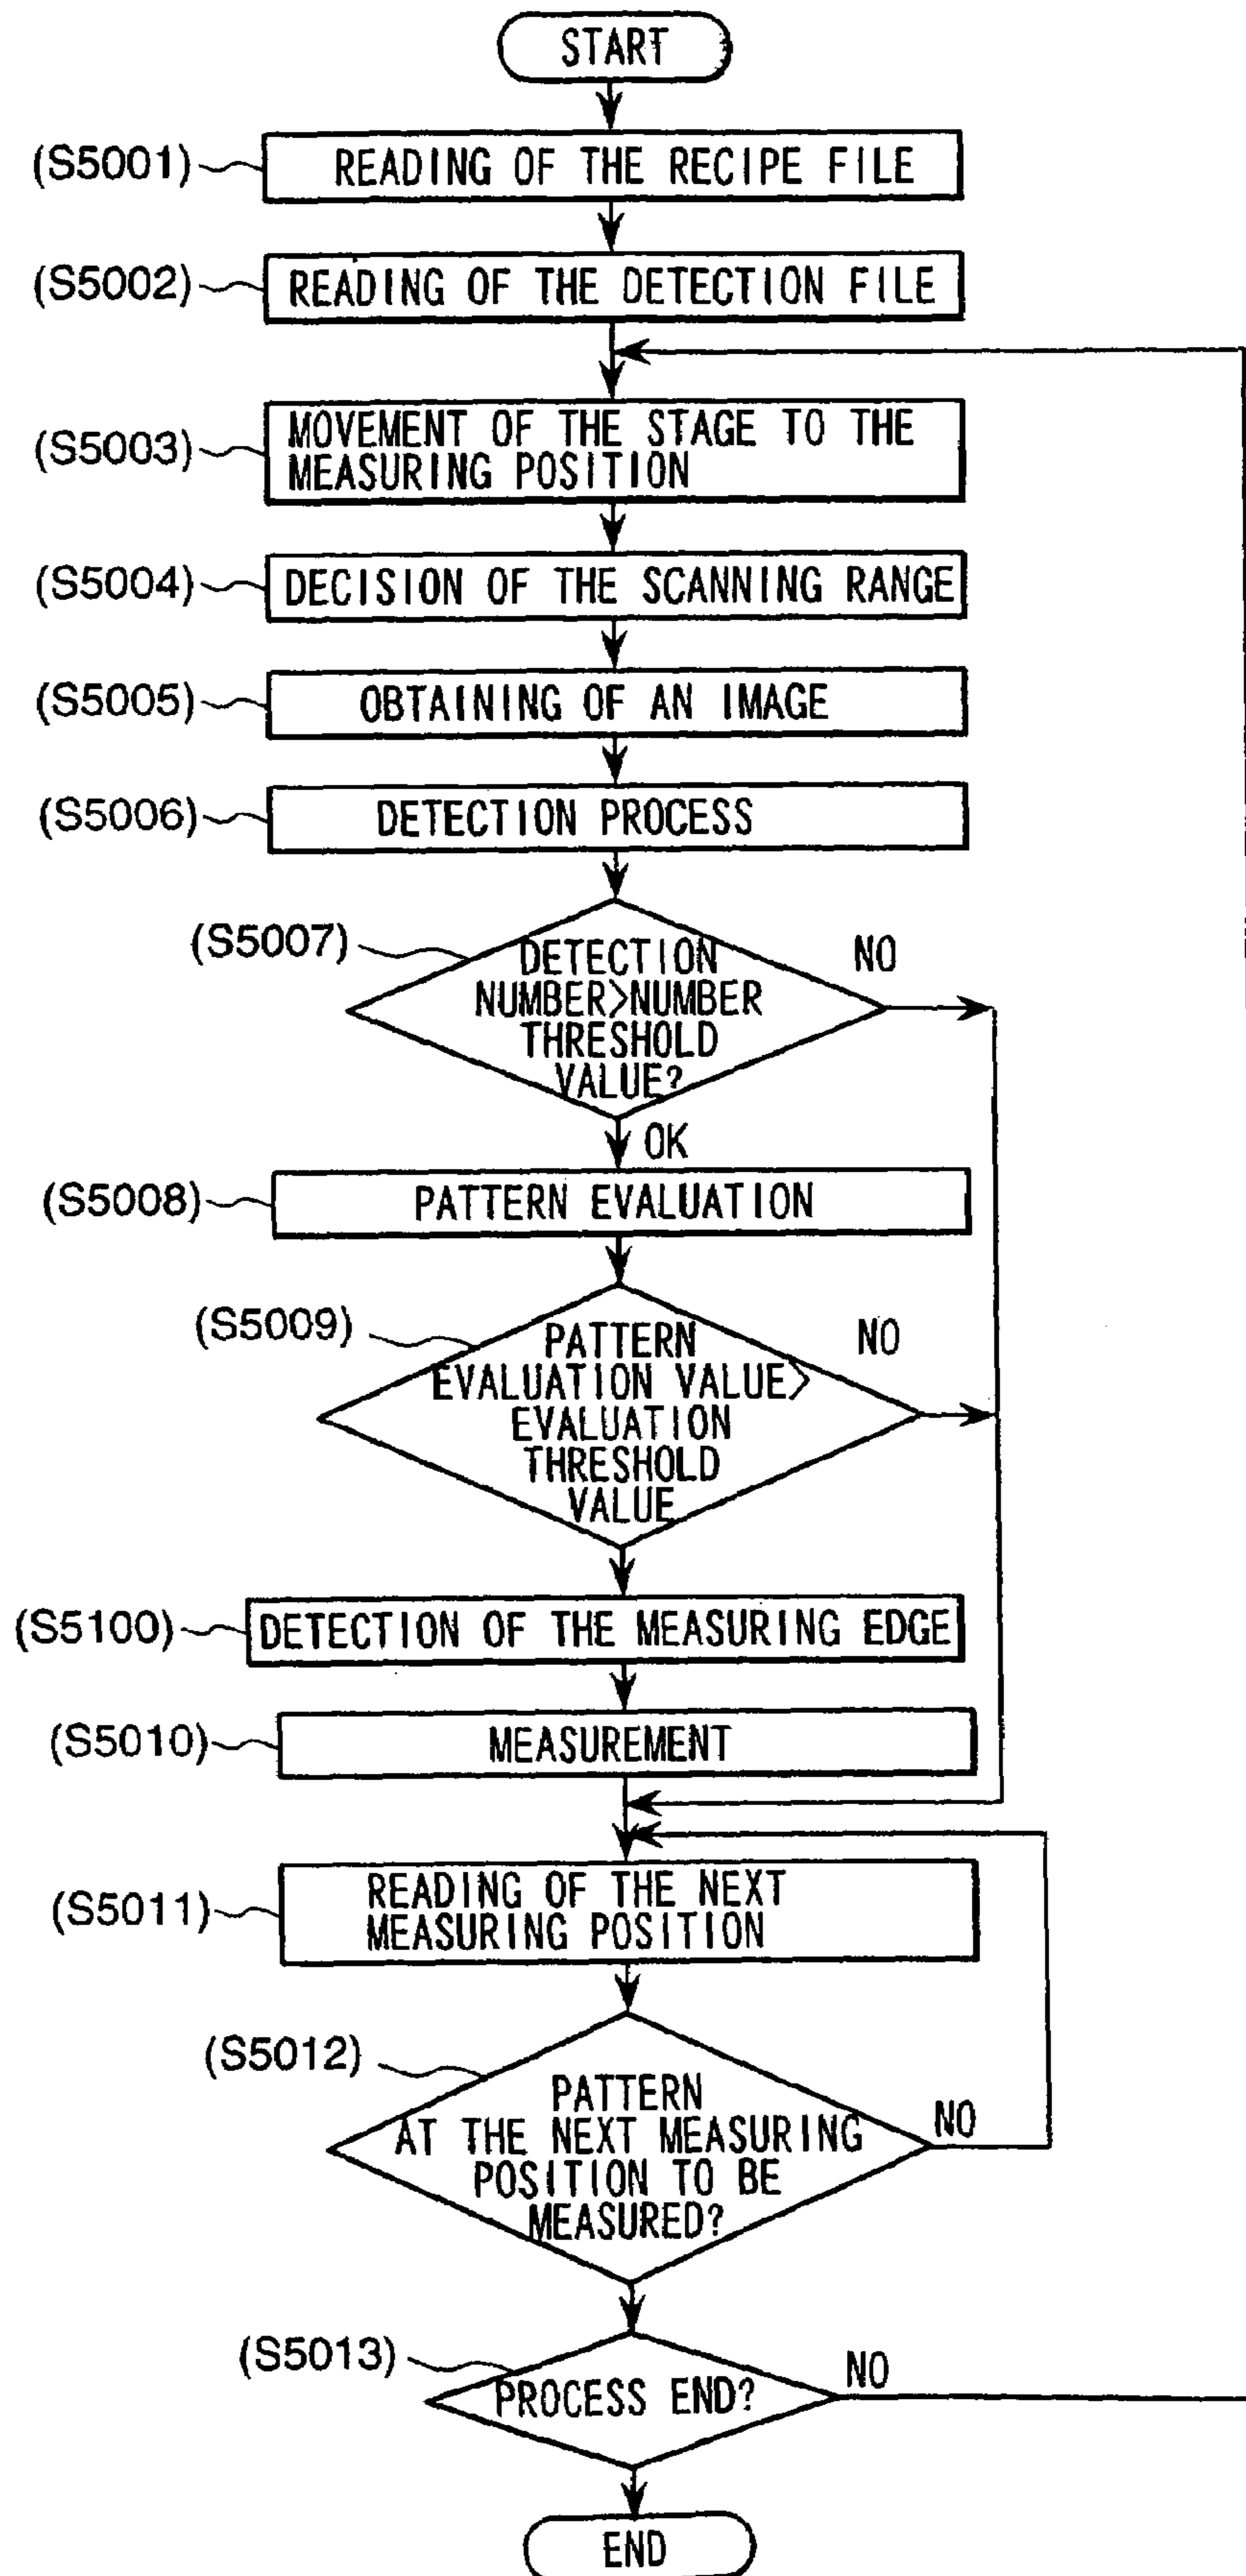 START
(S5001)
READING OF THE RECIPE FILE
(S5002)
READING OF THE DETECTION FILE
(S5003)
MOVEMENT OF THE STAGE TO THE
MEASURING POSITION
(S5004)
DECISION OF THE SCANNING RANGE
(S5005)
OBTAINING OF AN IMAGE
(S5006)
DETECTION PROCESS
(S5007)
DETECTION
NUMBER>NUMBER
THRESHOLD
VALUE?
NO
OK
(S5008)
PATTERN EVALUATION
(S5009)
PATTERN
EVALUATION VALUE>
EVALUATION
THRESHOLD
VALUE
NO
(S5100)
DETECTION OF THE MEASURING EDGE
(S5010)
MEASUREMENT
(S5011)
READING OF THE NEXT
MEASURING POSITION
(S5012)
PATTERN
AT THE NEXT MEASURING
POSITION TO BE
MEASURED?
NO
(S5013)
PROCESS END?
NO
END